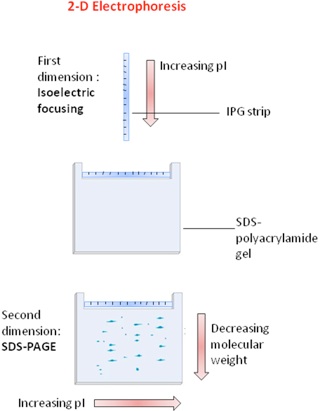 2-D Electrophoresis
First
dimension :
Isoelectric
focusing
Increasing pI
IPG strip
SDS-
polyacrylamide
gel
Second
dimension:
SDS-PAGE
Decreasing
molecular
weight
Increasing pI